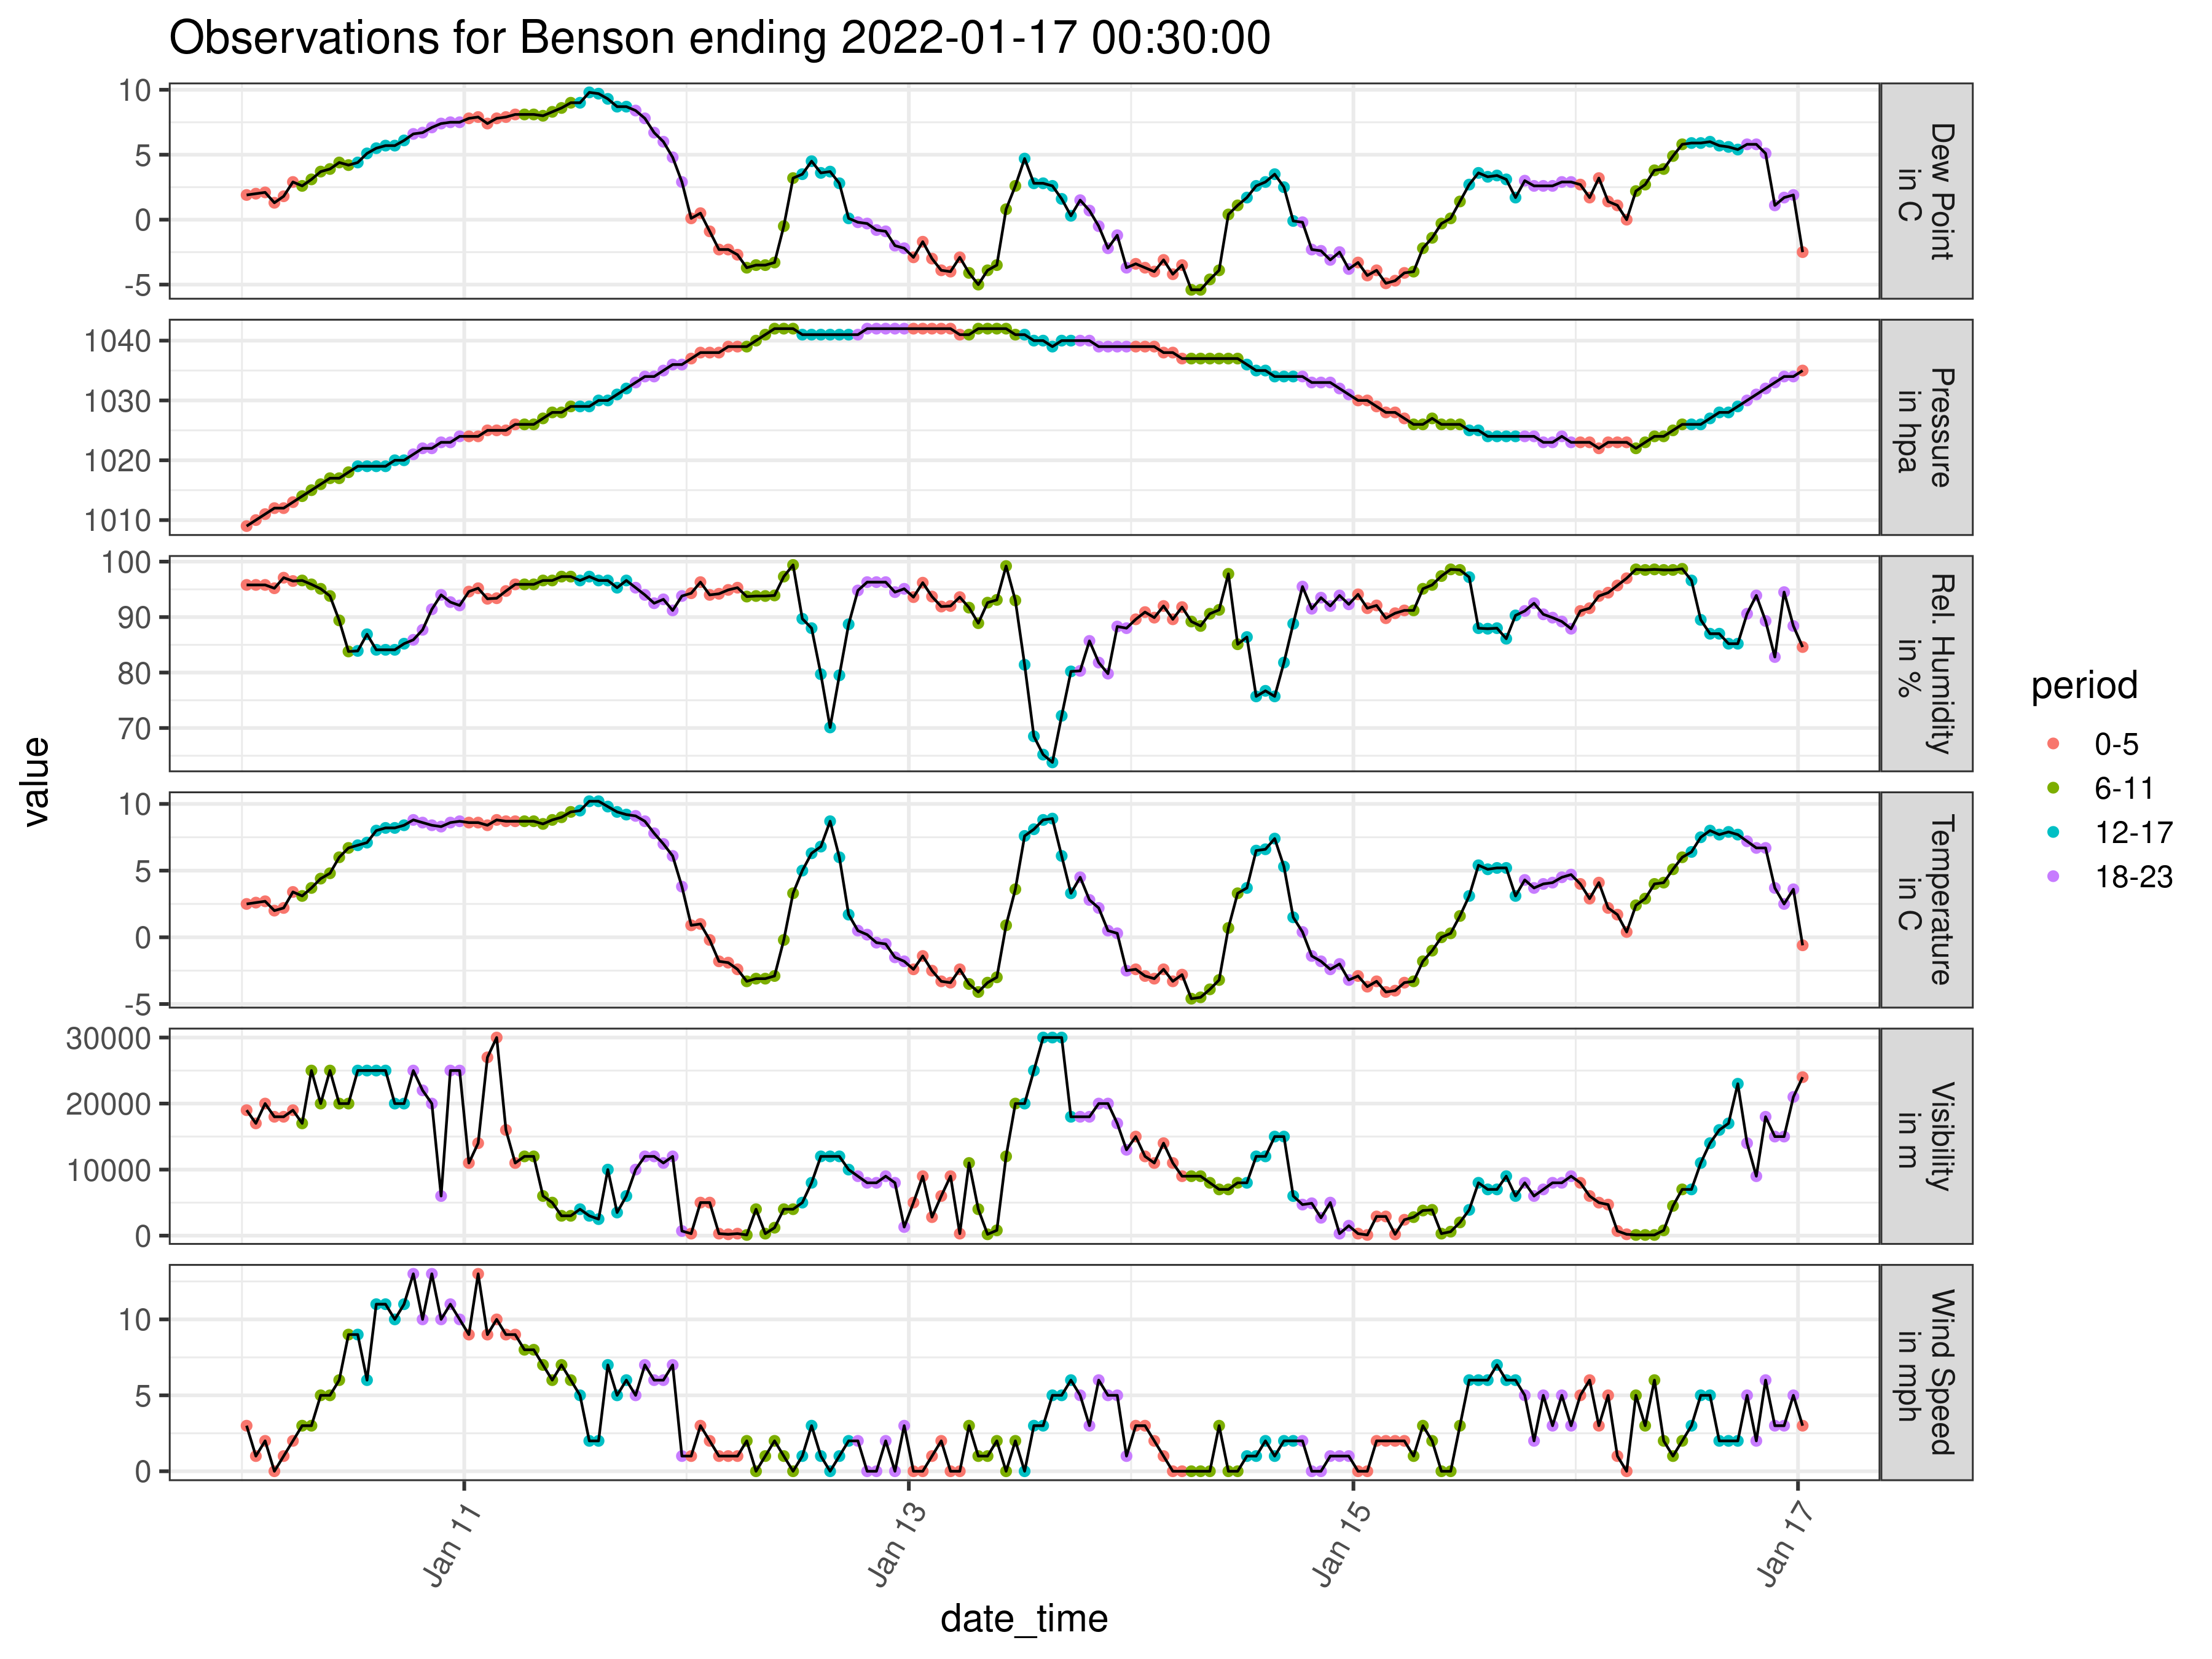 Observations for Benson ending 2022-01-17 00:30:00
value
10
5
0
-5
Dew Point
in C
1040
1030
1020
1010
Pressure
in hpa
100
90
80
70
Rel. Humidity
in %
10
5
0
-5
Temperature
in C
30000
20000
10000
0
Visibility
in m
10
5
0
Wind Speed
in mph
Jan 11
Jan 13
Jan 15
Jan 17
date_time
period
0-5
6-11
12-17
18-23